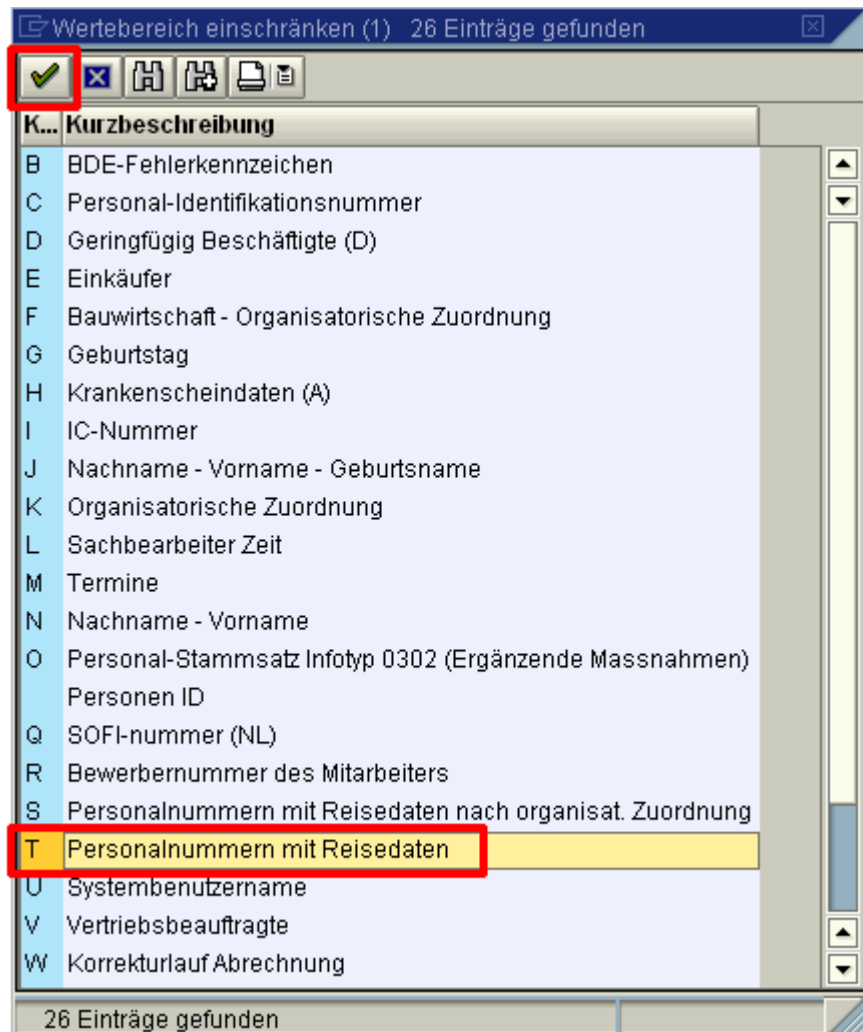 Wertebereich einschränken (1) 26 Einträge gefunden
K... Kurzbeschreibung
B BDE-Fehlerkennzeichen
C Personal-Identifikationsnummer
D Geringfügig Beschäftigte (D)
E Einkäufer
F Bauwirtschaft - Organisatorische Zuordnung
G Geburtstag
H Krankenscheindaten (A)
I IC-Nummer
J Nachname - Vorname - Geburtsname
K Organisatorische Zuordnung
L Sachbearbeiter Zeit
M Termine
N Nachname - Vorname
O Personal-Stammsatz Infotyp 0302 (Ergänzende Massnahmen)
Personen ID
Q SOFI-nummer (NL)
R Bewerbernummer des Mitarbeiters
S Personalnummern mit Reisedaten nach organisat. Zuordnung
T Personalnummern mit Reisedaten
U Systembenutzername
V Vertriebsbeauftragte
W Korrekturlauf Abrechnung
26 Einträge gefunden